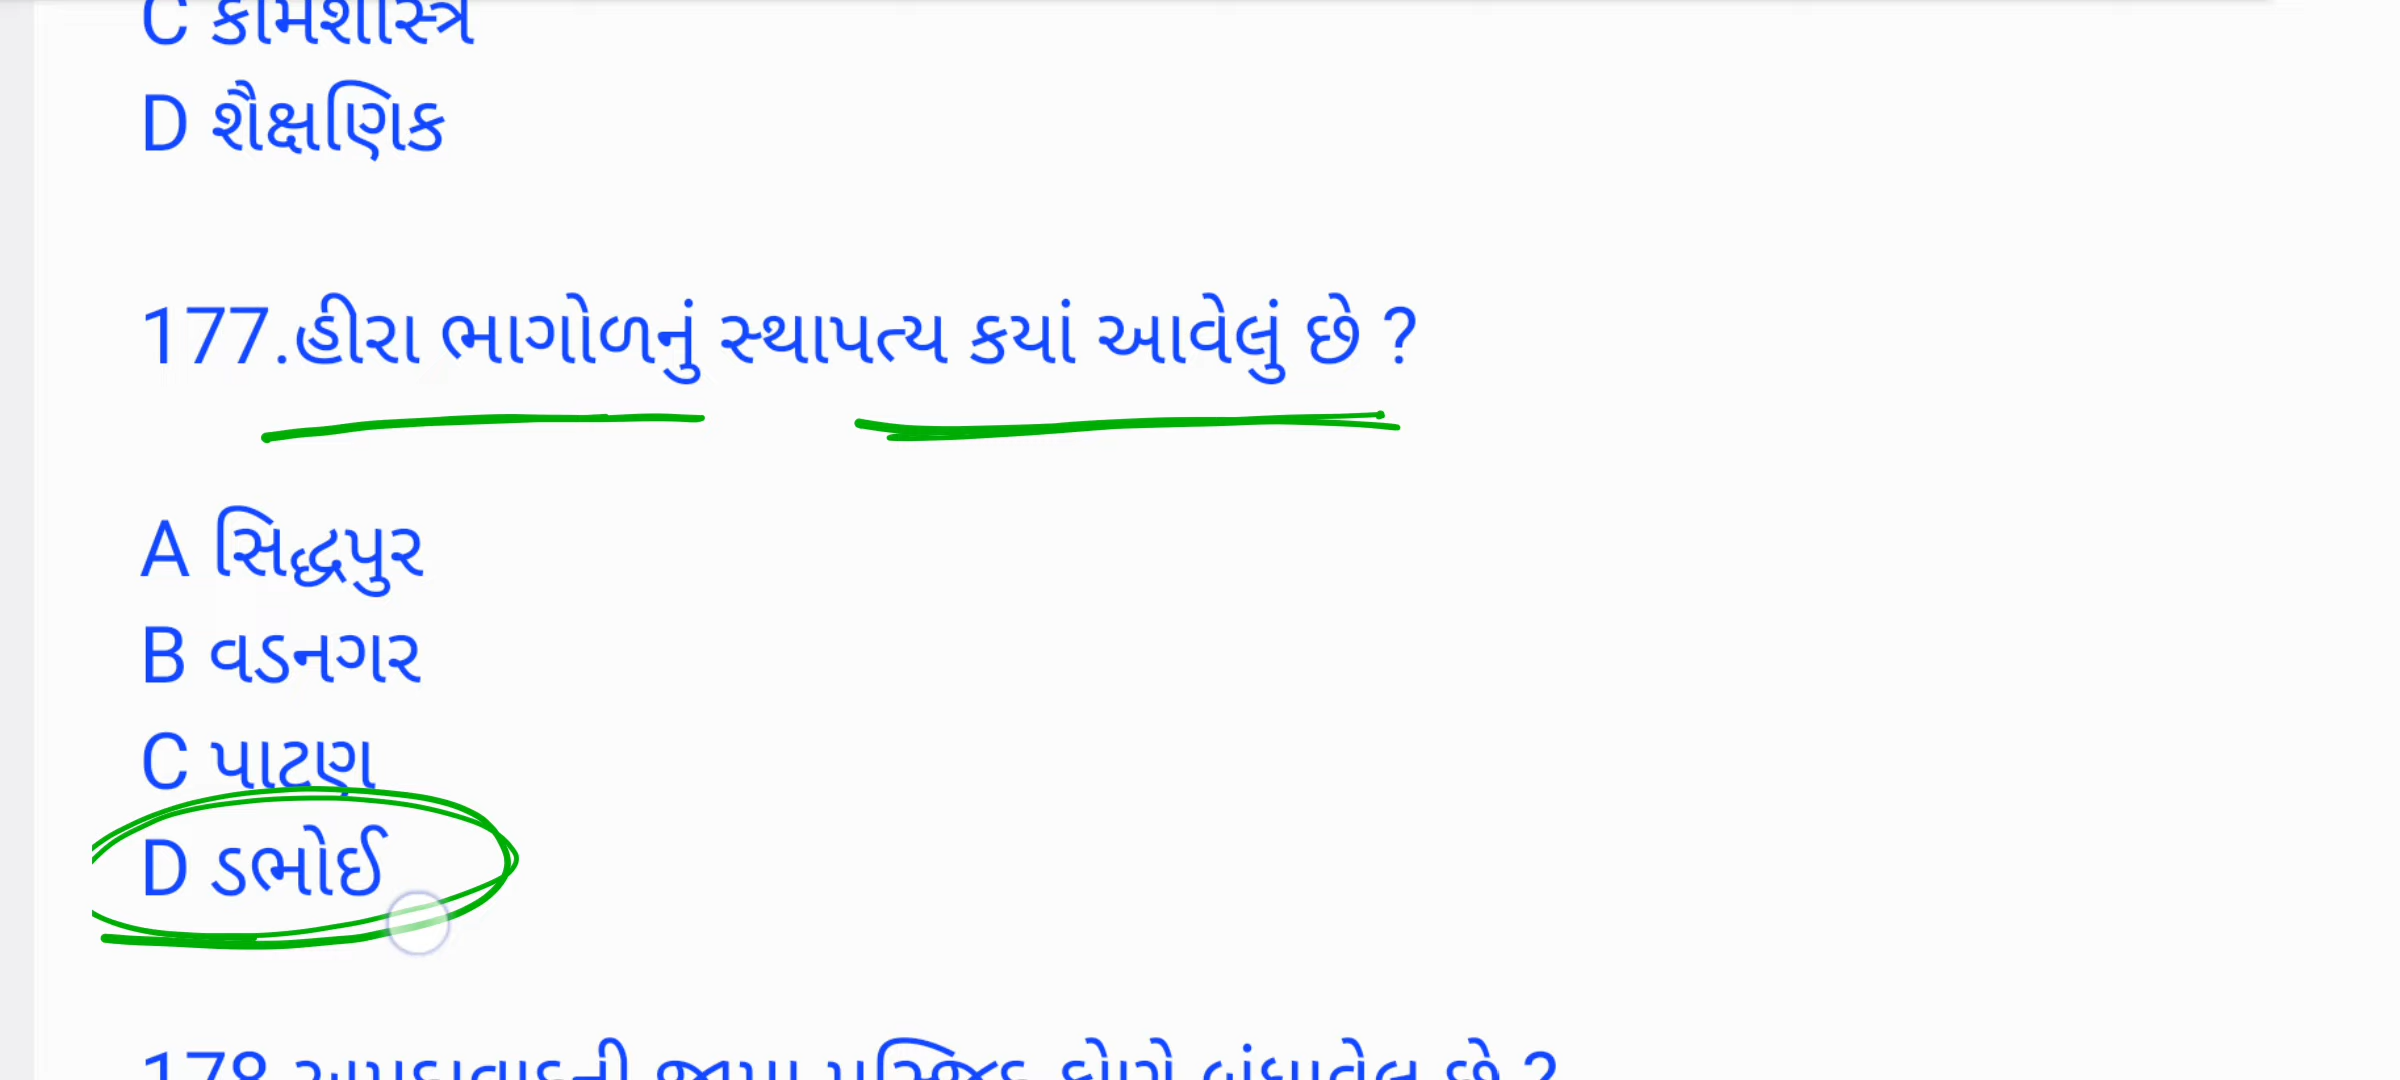 C કામશાસ્ત્ર
D શૈક્ષણિક
177.હીરા ભાગોળનું સ્થાપત્ય કયાં આવેલું છે ?
A સિદ્ધપુર
B વડનગર
C પાટણ
D ડભોઈ
178.અમદાવાદની જામા મસ્જિદ કોણે બંધાવેલ છે ?